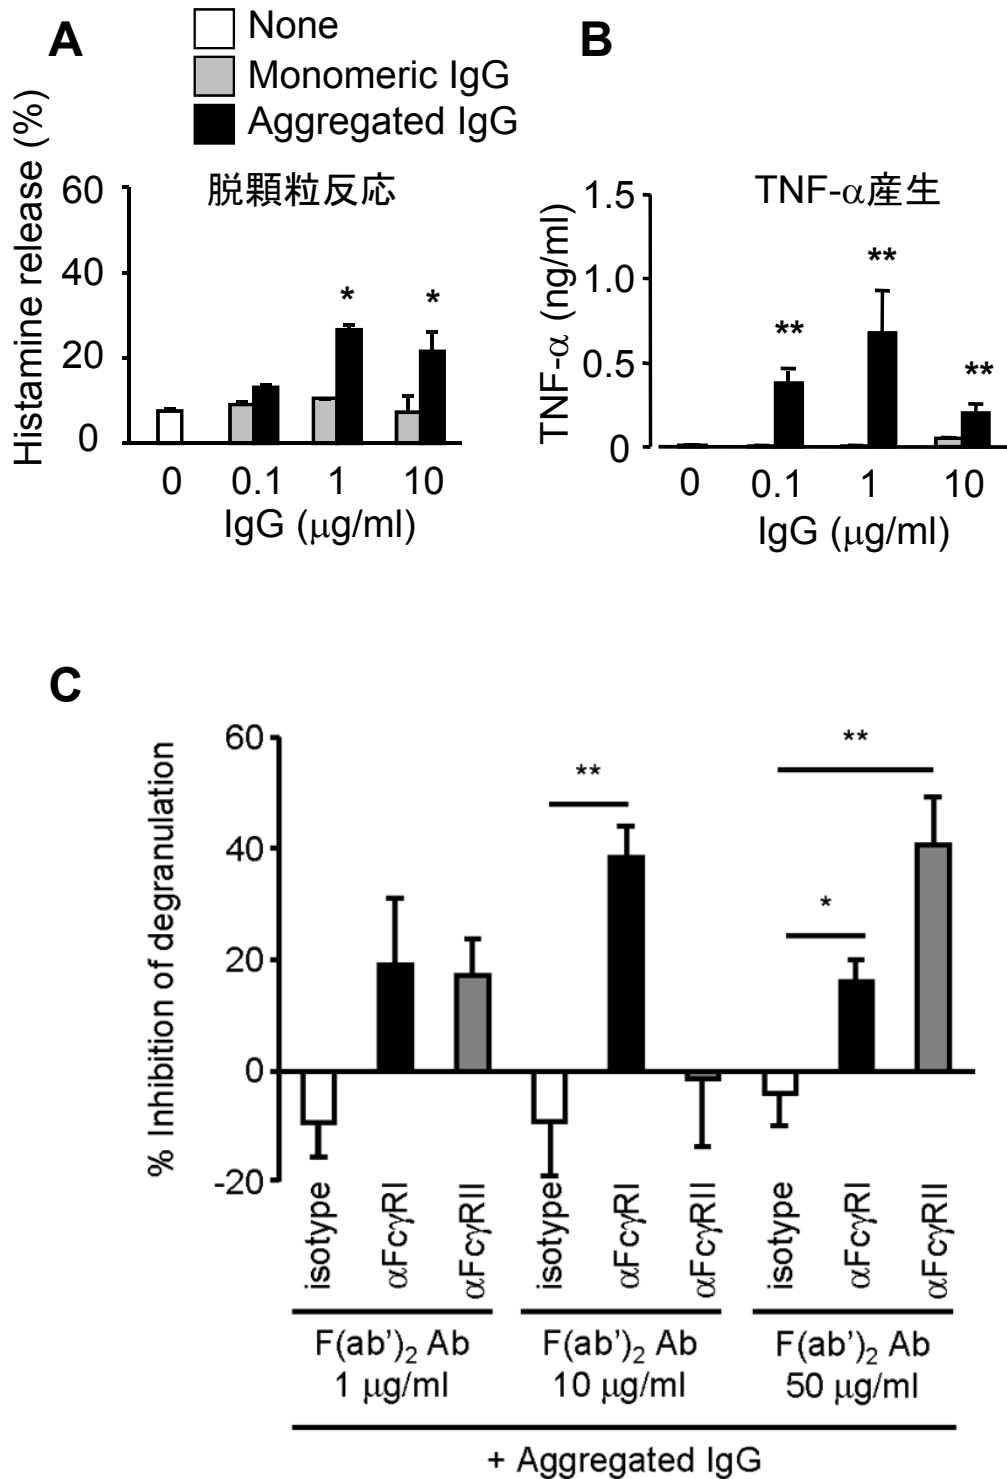 A
None
Monomeric IgG
Aggregated IgG
脱顆粒反応
Histamine release (%)
60
40
20
0
*
*
0 0.1 1 10
IgG (μg/ml)
B
TNF-α産生
TNF-α (ng/ml)
1.5
1.0
0.5
0
**
**
**
0 0.1 1 10
IgG (μg/ml)
C
% Inhibition of degranulation
60
40
20
0
-20
**
**
*
isotype αFcγRI αFcγRII isotype αFcγRI αFcγRII isotype αFcγRI αFcγRII
F(ab')₂ Ab F(ab')₂ Ab F(ab')₂ Ab
1 μg/ml 10 μg/ml 50 μg/ml
+ Aggregated IgG